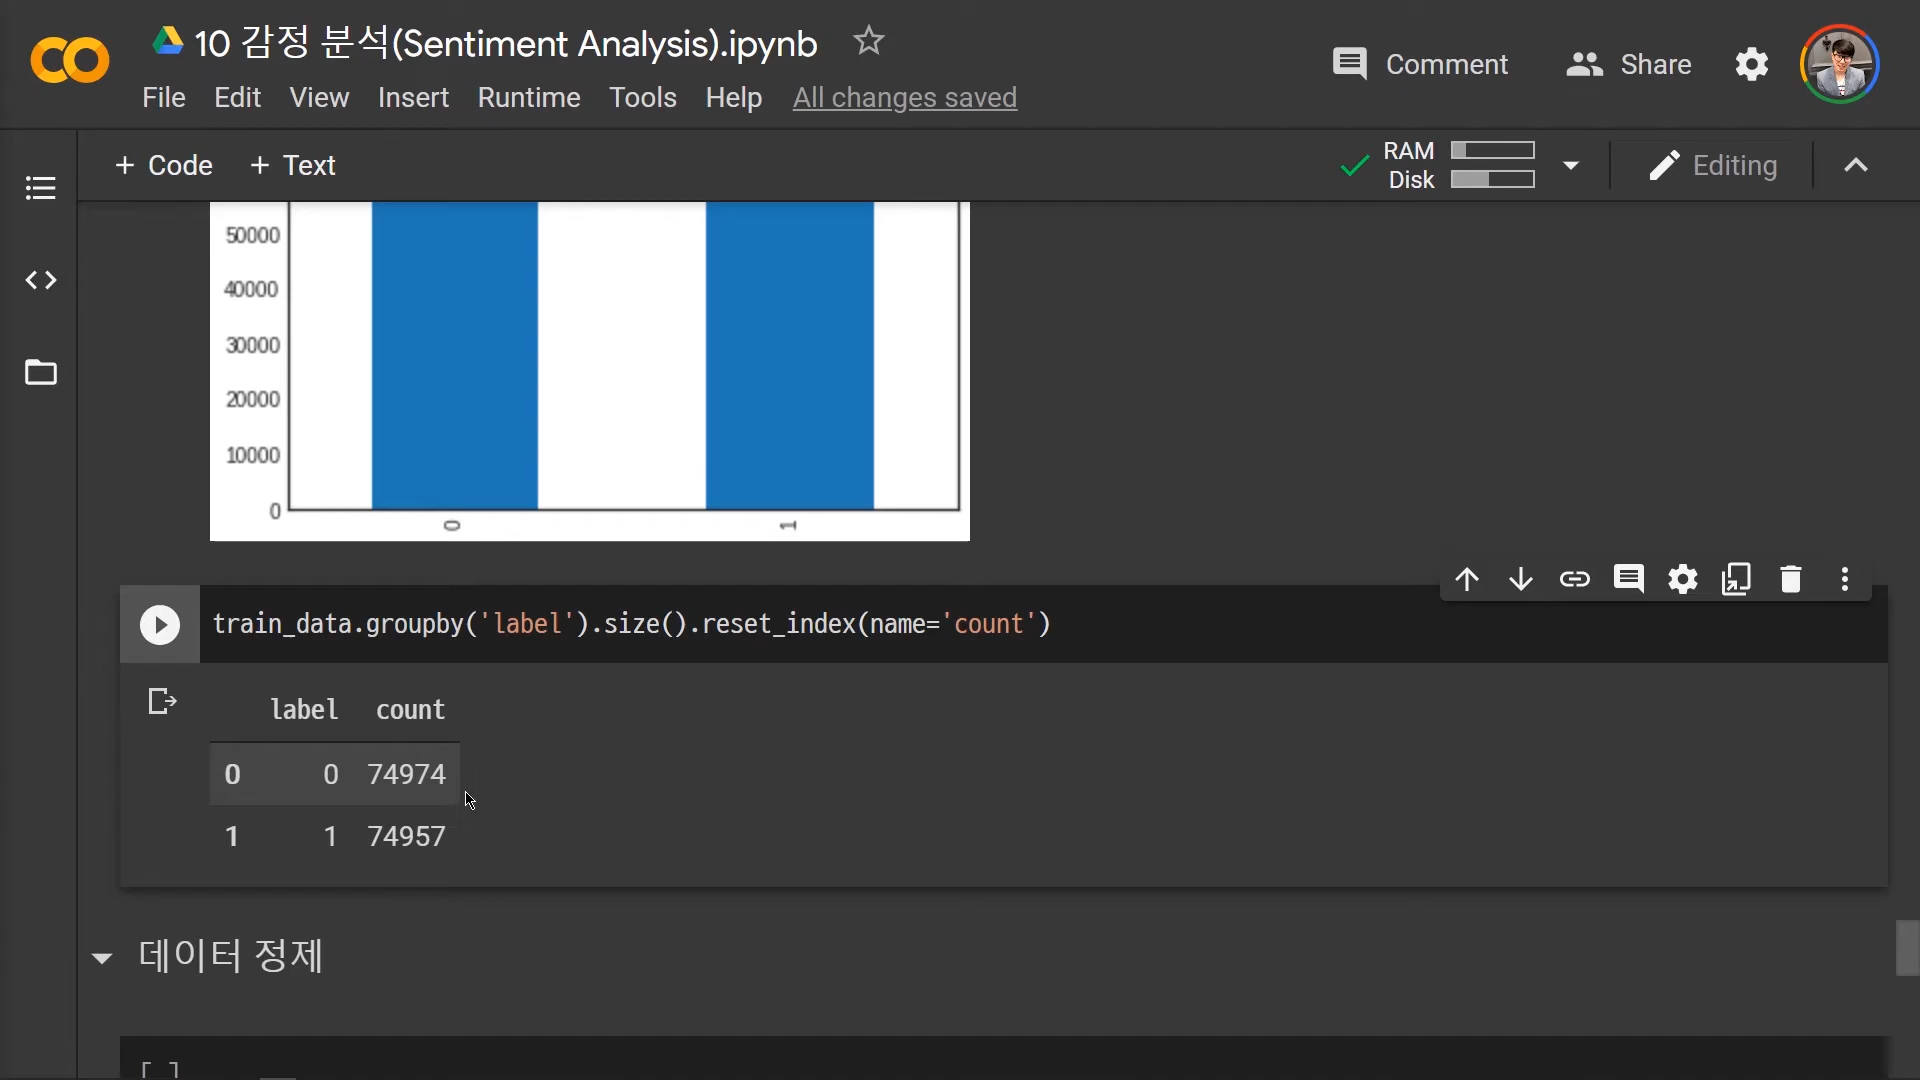 10 감정 분석(Sentiment Analysis).ipynb
Comment
Share
File Edit View Insert Runtime Tools Help All changes saved
+ Code + Text
RAM
Disk
Editing
50000
40000
30000
20000
10000
0
0 1
train_data.groupby('label').size().reset_index(name='count')
label count
0 0 74974
1 1 74957
데이터 정제
[ ]